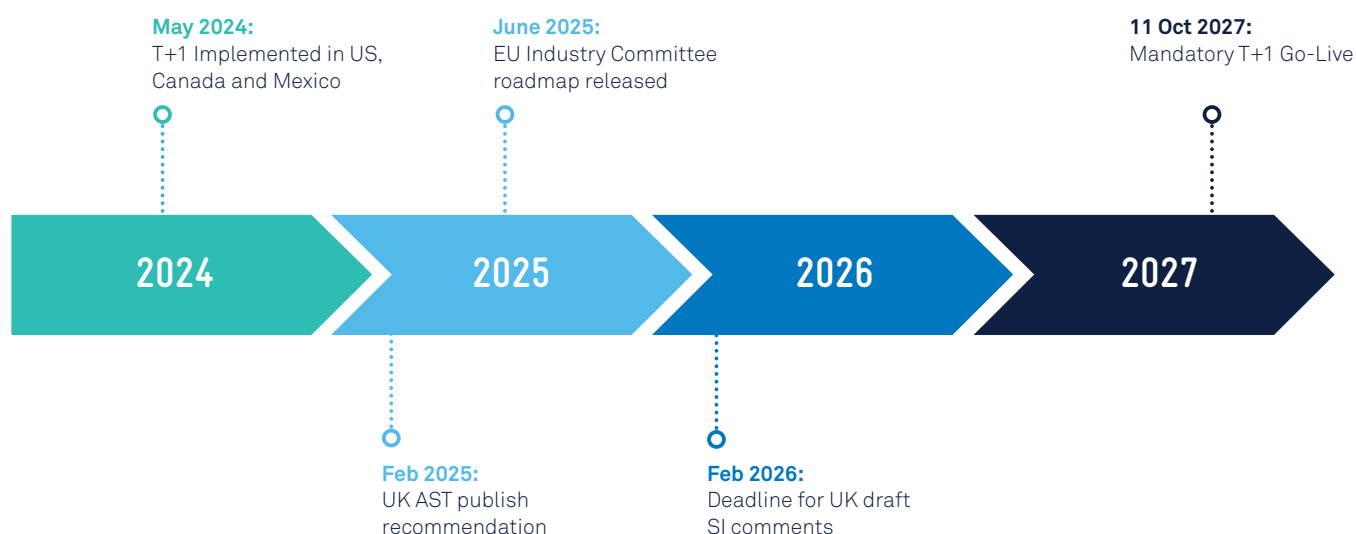 May 2024:
T+1 Implemented in US,
Canada and Mexico
June 2025:
EU Industry Committee
roadmap released
11 Oct 2027:
Mandatory T+1 Go-Live
2024
2025
2026
2027
Feb 2025:
UK AST publish
recommendation
Feb 2026:
Deadline for UK draft
SI comments